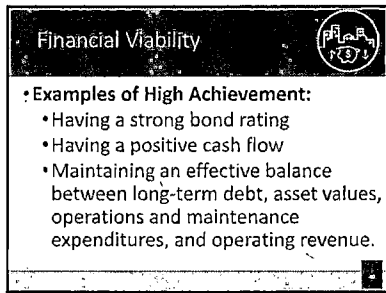 Financial Viability
• Examples of High Achievement:
• Having a strong bond rating
• Having a positive cash flow
• Maintaining an effective balance
between long-term debt, asset values,
operations and maintenance
expenditures, and operating revenue.